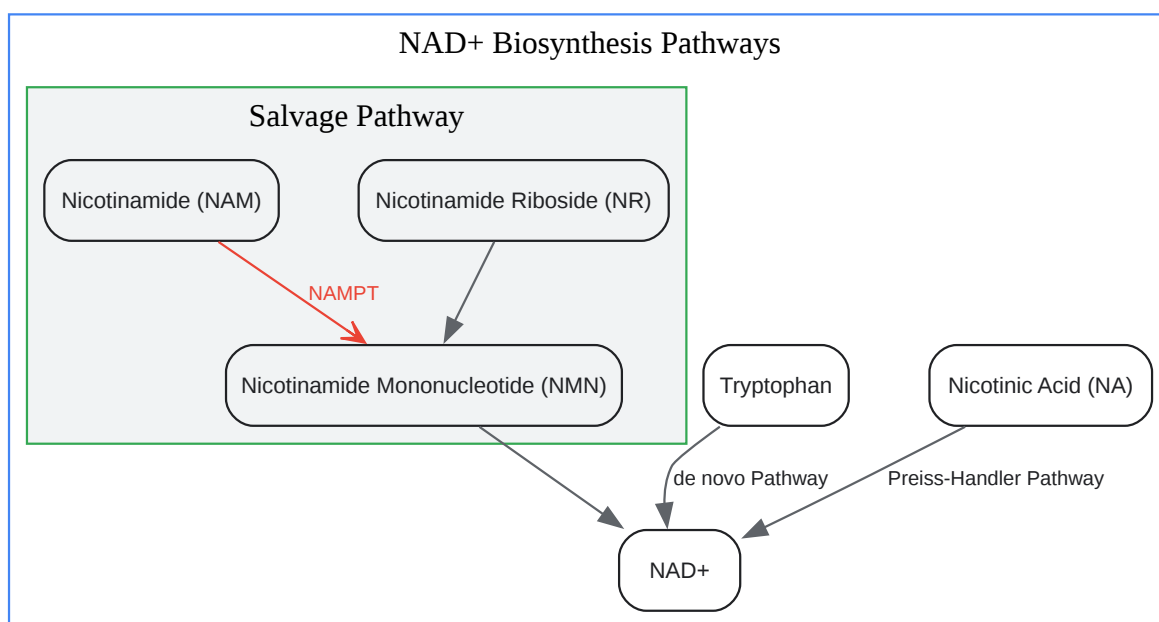 NAD+ Biosynthesis Pathways
Salvage Pathway
Nicotinamide (NAM)
Nicotinamide Riboside (NR)
NAMPT
Nicotinamide Mononucleotide (NMN)
Tryptophan
Nicotinic Acid (NA)
de novo Pathway
Preiss-Handler Pathway
NAD+